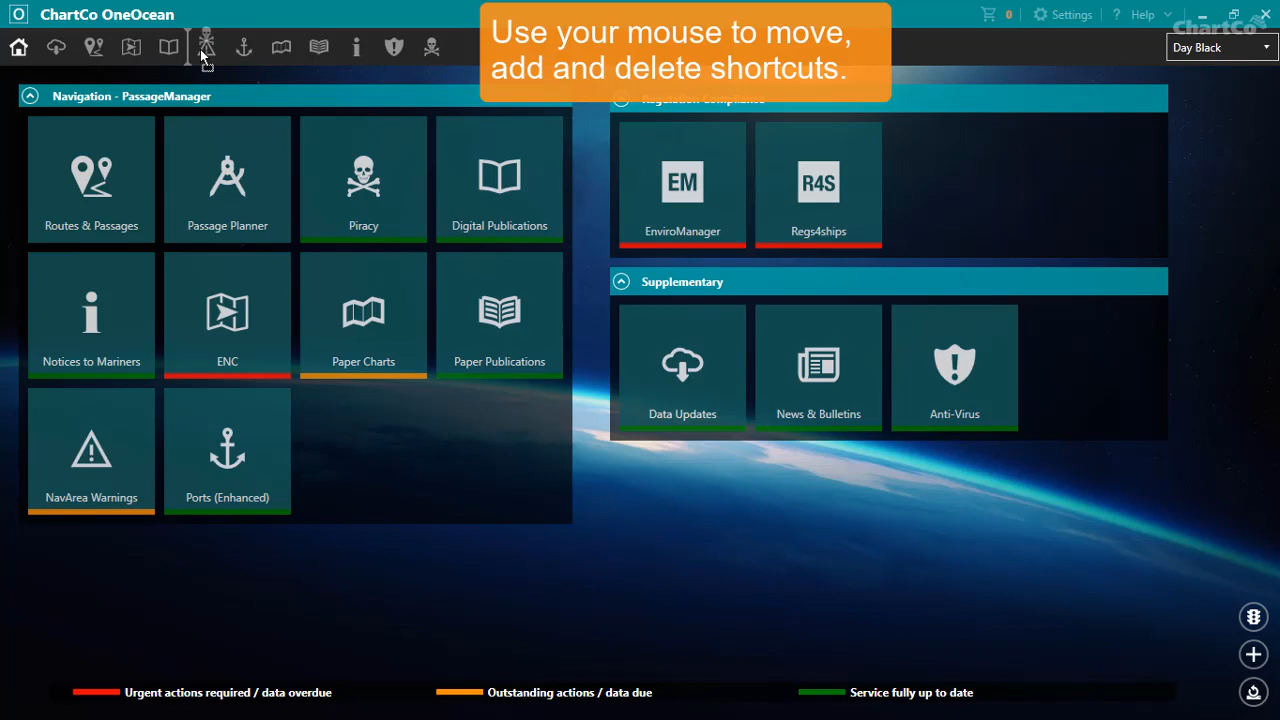 ChartCo OneOcean
0
Settings
? Help
ChartCo
Use your mouse to move,
add and delete shortcuts.
Day Black
Navigation - PassageManager
Regulation Compliance
Routes & Passages
Passage Planner
Piracy
Digital Publications
EM
EnviroManager
R4S
Regs4ships
Notices to Mariners
ENC
Paper Charts
Paper Publications
Supplementary
Data Updates
News & Bulletins
Anti-Virus
NavArea Warnings
Ports (Enhanced)
Urgent actions required / data overdue
Outstanding actions / data due
Service fully up to date